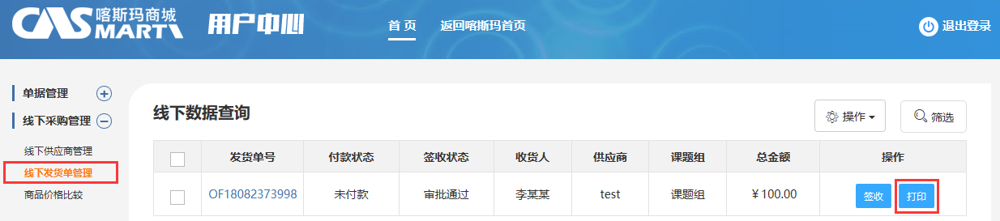 CASMART 喀斯玛商城 用户中心 首 页 返回喀斯玛首页 退出登录
单据管理
线下采购管理
线下供应商管理
线下发货单管理
商品价格比较
线下数据查询
操作 筛选
发货单号 付款状态 签收状态 收货人 供应商 课题组 总金额 操作
OF18082373998 未付款 审批通过 李某某 test 课题组 ￥100.00 签收 打印